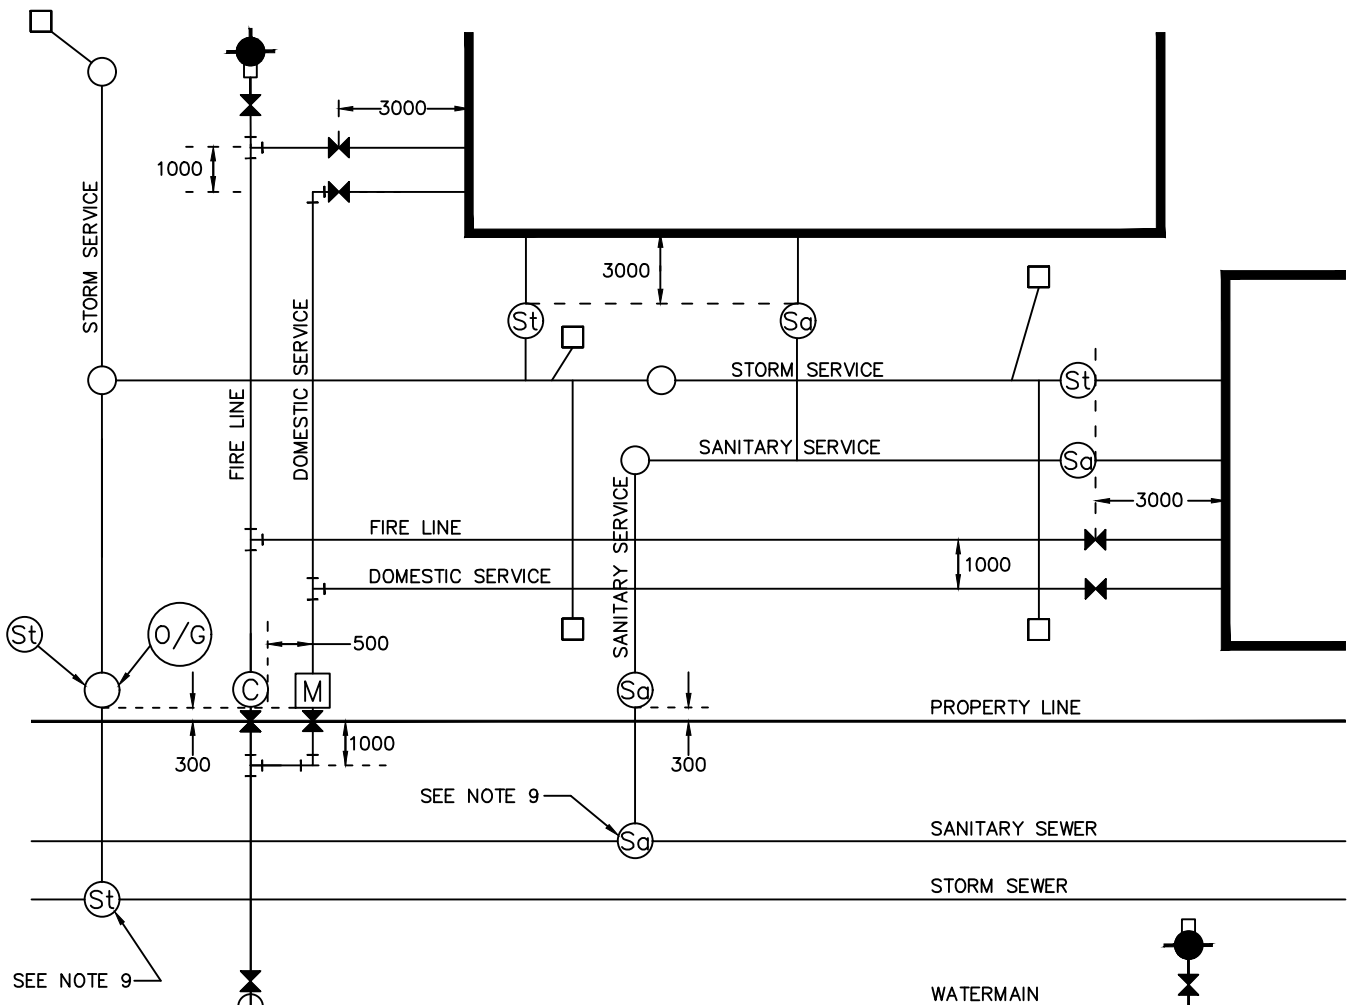 3000
1000
STORM SERVICE
3000
DOMESTIC SERVICE
St
Sa
STORM SERVICE
St
FIRE LINE
SANITARY SERVICE
Sa
SANITARY SERVICE
3000
FIRE LINE
1000
DOMESTIC SERVICE
St
O/G
500
C
M
Sa
PROPERTY LINE
300
1000
300
SEE NOTE 9
SANITARY SEWER
Sa
STORM SEWER
St
SEE NOTE 9
WATERMAIN